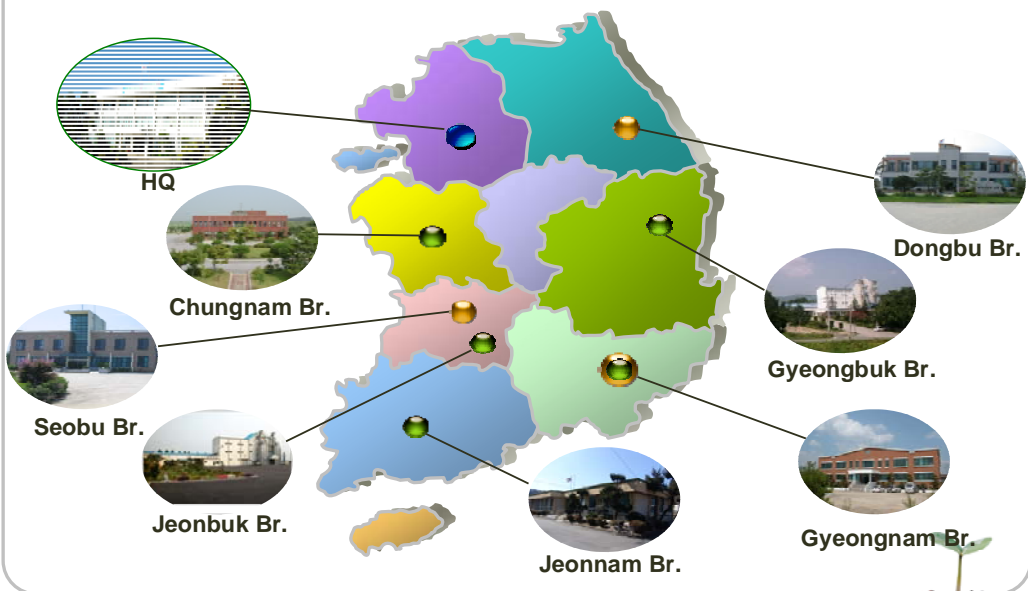 HQ
Dongbu Br.
Chungnam Br.
Gyeongbuk Br.
Seobu Br.
Jeonbuk Br.
Gyeongnam Br.
Jeonnam Br.